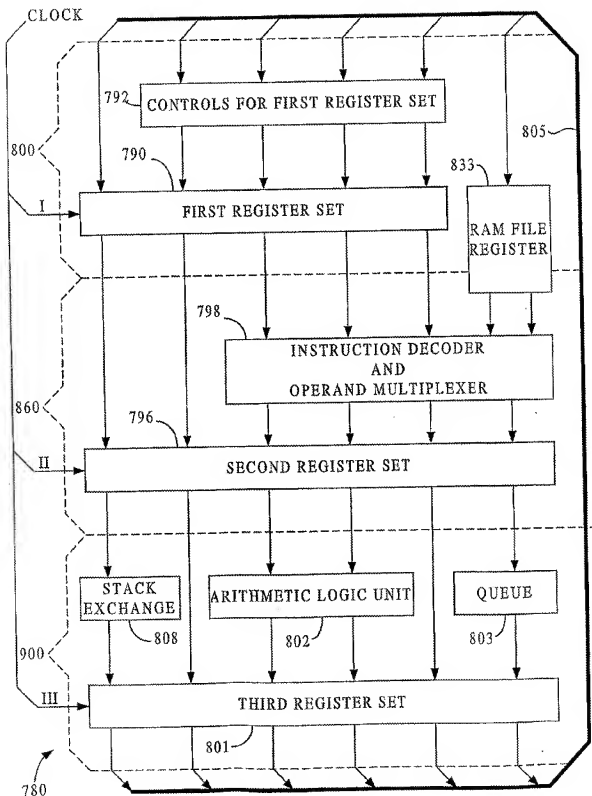 CLOCK
792
CONTROLS FOR FIRST REGISTER SET
805
800
790
833
I
FIRST REGISTER SET
RAM FILE
REGISTER
798
INSTRUCTION DECODER
AND
OPERAND MULTIPLEXER
860
796
II
SECOND REGISTER SET
STACK
EXCHANGE
ARITHMETIC LOGIC UNIT
QUEUE
808
802
803
900
III
THIRD REGISTER SET
801
780